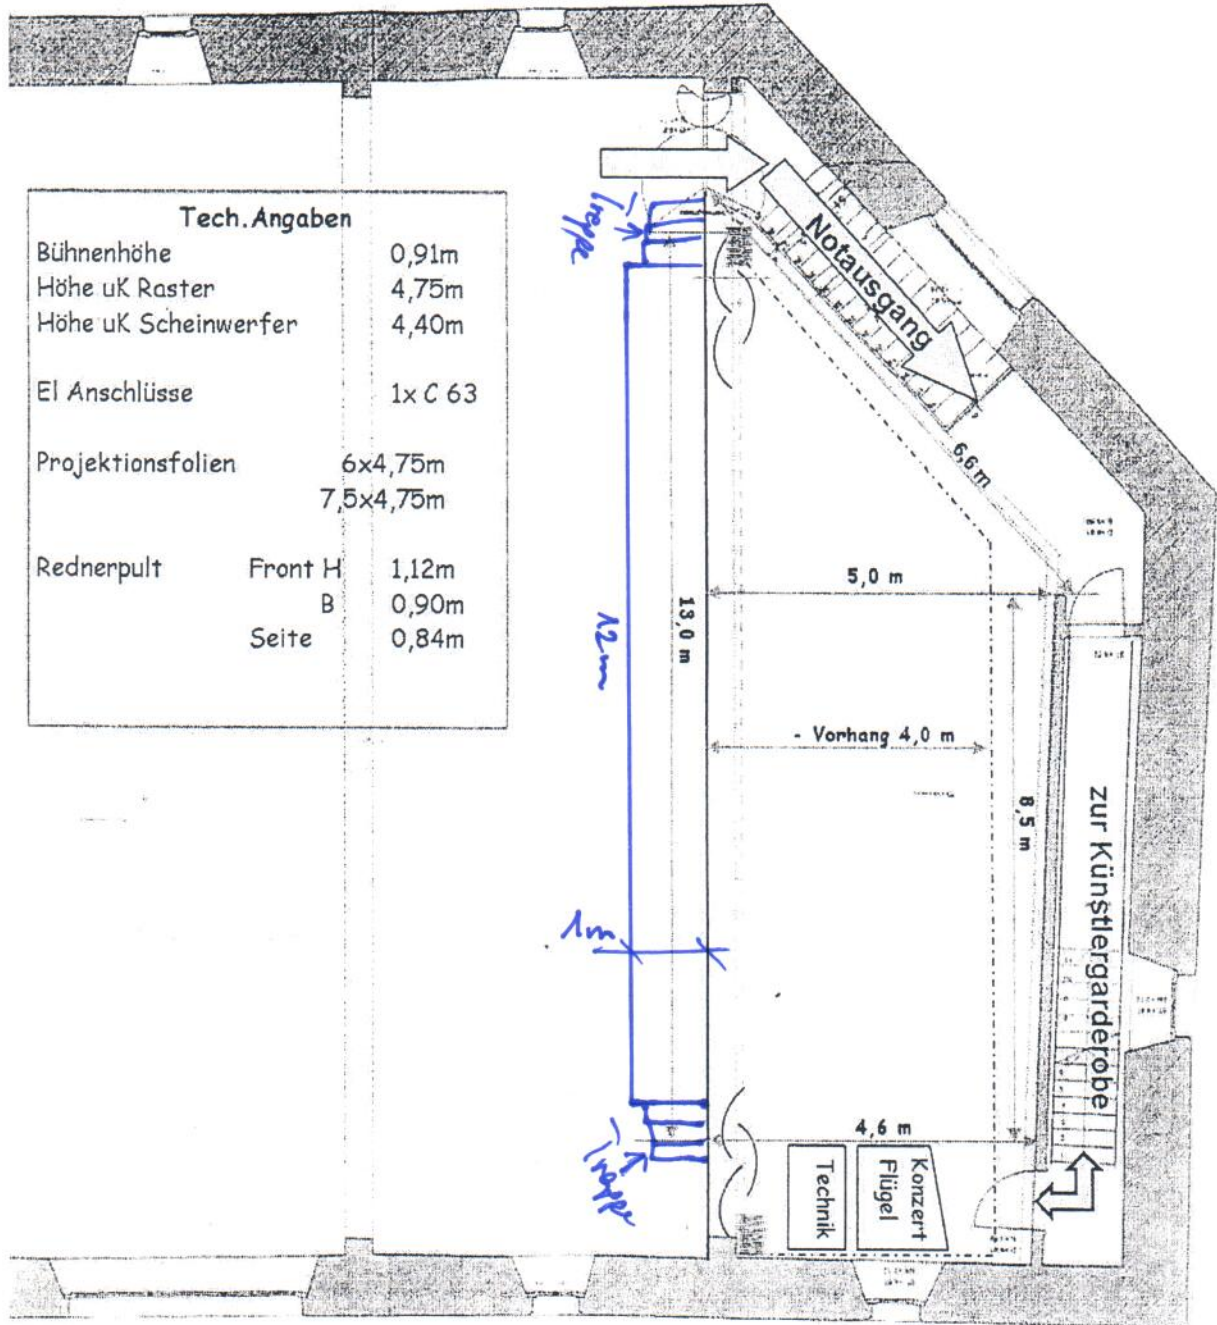 Tech.Angaben
Bühnenhöhe 0,91m
Höhe uK Raster 4,75m
Höhe uK Scheinwerfer 4,40m
El Anschlüsse 1x C 63
Projektionsfolien 6x4,75m
7,5x4,75m
Rednerpult Front H 1,12m
B 0,90m
Seite 0,84m
Treppe
Notausgang
6,6 m
5,0 m
13,0 m
12m
- Vorhang 4,0 m
8,5 m
zur Künstlergarderobe
1m
4,6 m
Treppe
Technik
Konzert
Flügel